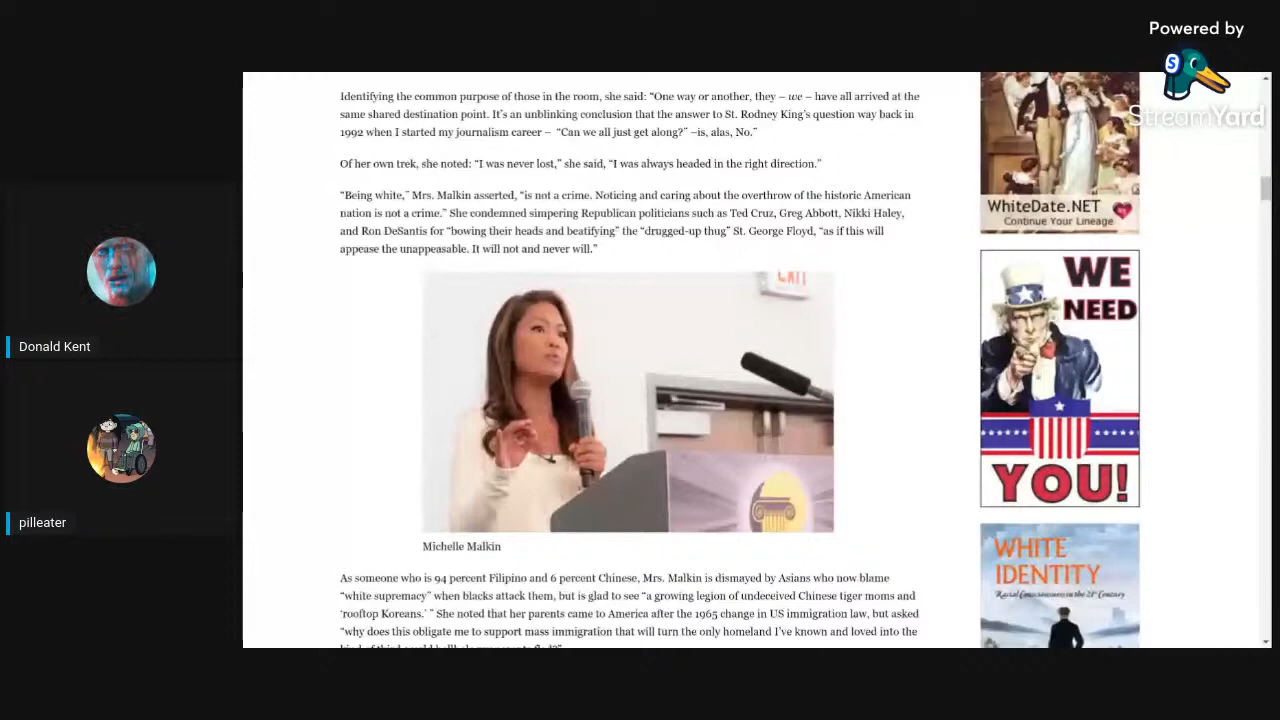 Powered by
StreamYard
Identifying the common purpose of those in the room, she said: “One way or another, they – we – have all arrived at the
same shared destination point. It’s an unblinking conclusion that the answer to St. Rodney King’s question way back in
1992 when I started my journalism career – “Can we all just get along?” –is, alas, No.”
Of her own trek, she noted: “I was never lost,” she said, “I was always headed in the right direction.”
“Being white,” Mrs. Malkin asserted, “is not a crime. Noticing and caring about the overthrow of the historic American
nation is not a crime.” She condemned simpering Republican politicians such as Ted Cruz, Greg Abbott, Nikki Haley,
and Ron DeSantis for “bowing their heads and beatifying” the “drugged-up thug” St. George Floyd, “as if this will
appease the unappeasable. It will not and never will.”
EXIT
Michelle Malkin
As someone who is 94 percent Filipino and 6 percent Chinese, Mrs. Malkin is dismayed by Asians who now blame
“white supremacy” when blacks attack them, but is glad to see “a growing legion of undeceived Chinese tiger moms and
‘rooftop Koreans.’ ” She noted that her parents came to America after the 1965 change in US immigration law, but asked
“why does this obligate me to support mass immigration that will turn the only homeland I’ve known and loved into the
WhiteDate.NET
Continue Your Lineage
WE
NEED
YOU!
WHITE
IDENTITY
Racial Consciousness in the 21st Century
Donald Kent
pilleater